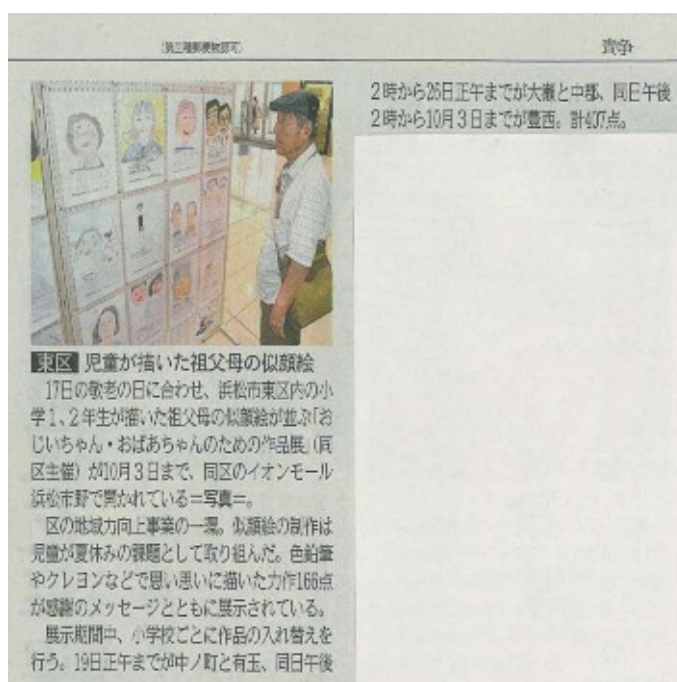 (第三種郵便物認可)
東区 児童が描いた祖父母の似顔絵
17日の敬老の日に合わせ、浜松市東区内の小
学1、2年生が描いた祖父母の似顔絵が並ぶ「お
じいちゃん・おばあちゃんのための作品展」(同
区主催)が10月3日まで、同区のイオンモール
浜松市野で開かれている=写真=。
区の地域力向上事業の一環。似顔絵の制作は
児童が夏休みの課題として取り組んだ。色鉛筆
やクレヨンなどで思い思いに描いた力作166点
が感謝のメッセージとともに展示されている。
展示期間中、小学校ごとに作品の入れ替えを
行う。19日正午までが中ノ町と有玉、同日午後
2時から26日正午までが大瀬と中郡、同日午後
2時から10月3日までが豊西。計407点。